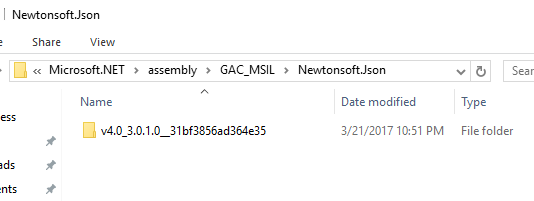 Newtonsoft.Json
Share View
« Microsoft.NET › assembly › GAC_MSIL › Newtonsoft.Json Sear
Name Date modified Type
ess
v4.0_3.0.1.0__31bf3856ad364e35 3/21/2017 10:51 PM File folder
ads
ents